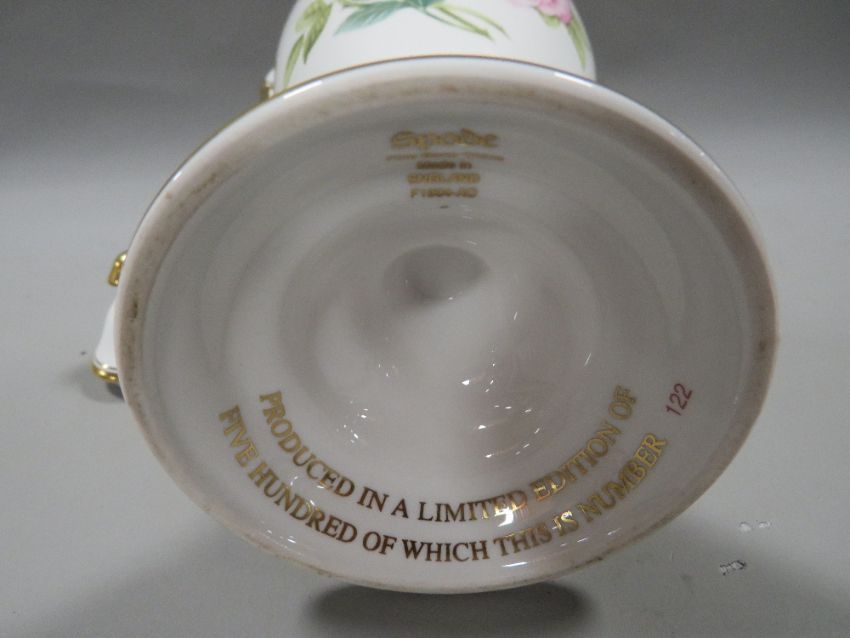 Spode
Made in
ENGLAND
PRODUCED IN A LIMITED EDITION OF
FIVE HUNDRED OF WHICH THIS IS NUMBER 122